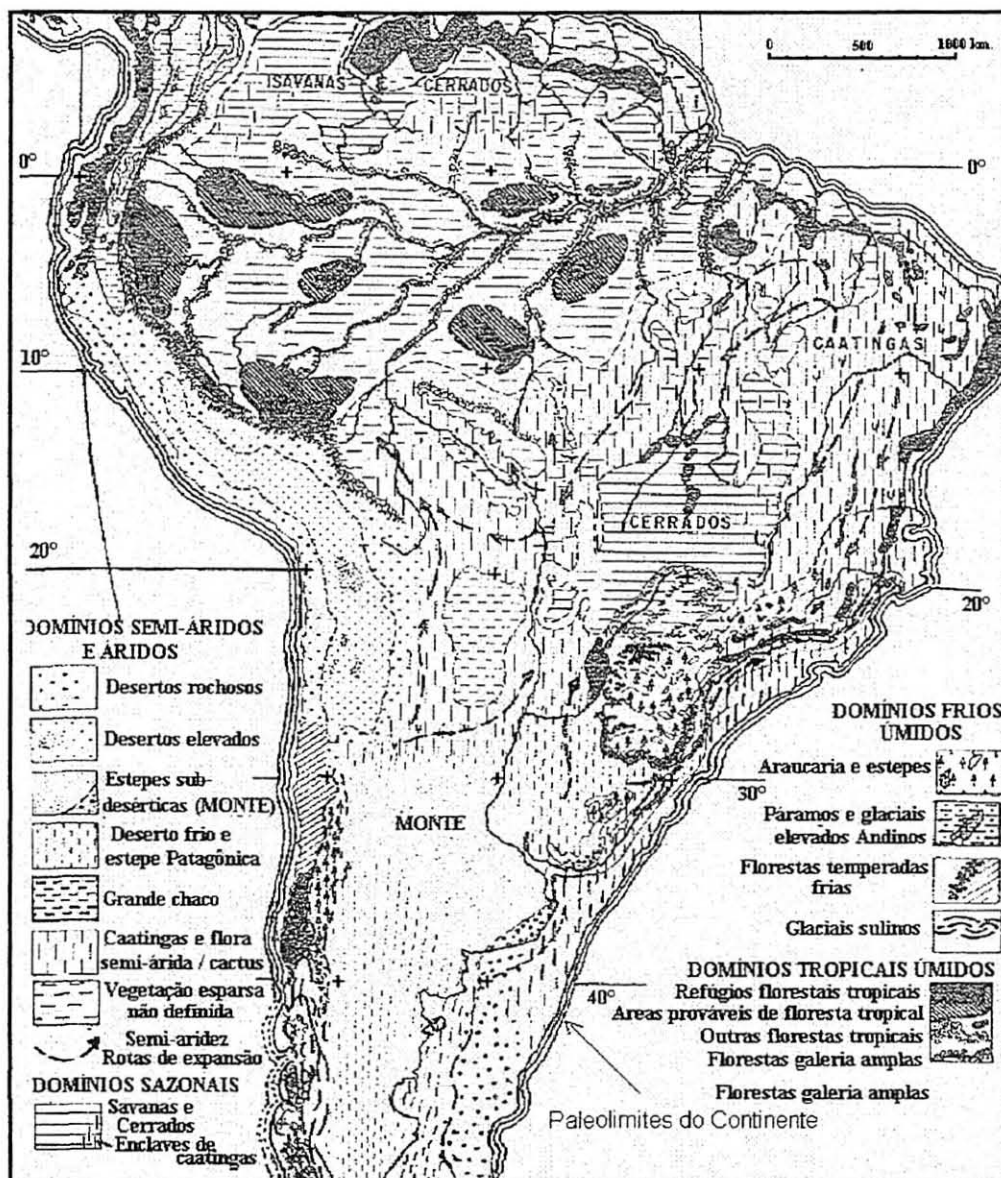 0 500 1000 km.
ISAVANAS CERRADOS
0° 0°
CAATINGAS
10°
CERRADOS
20° 20°
DOMÍNIOS SEMI-ÁRIDOS
E ÁRIDOS
Desertos rochosos
Desertos elevados
Estepes sub-
desérticas (MONTE)
Deserto frio e
estepe Patagônica
Grande chaco
Caatingas e flora
semi-árida / cactus
Vegetação esparsa
não definida
Semi-aridez
Rotas de expansão
DOMÍNIOS SAZONAIS
Savanas e
Cerrados
Enclaves de
caatingas
MONTE
30°
40°
DOMÍNIOS FRIOS
ÚMIDOS
Araucaria e estepes
Páramos e glaciais
elevados Andinos
Florestas temperadas
frias
Glaciais sulinos
DOMÍNIOS TROPICAIS ÚMIDOS
Refúgios florestais tropicais
Areas prováveis de floresta tropical
Outras florestas tropicais
Florestas galeria amplas
Florestas galeria amplas
Paleolimites do Continente